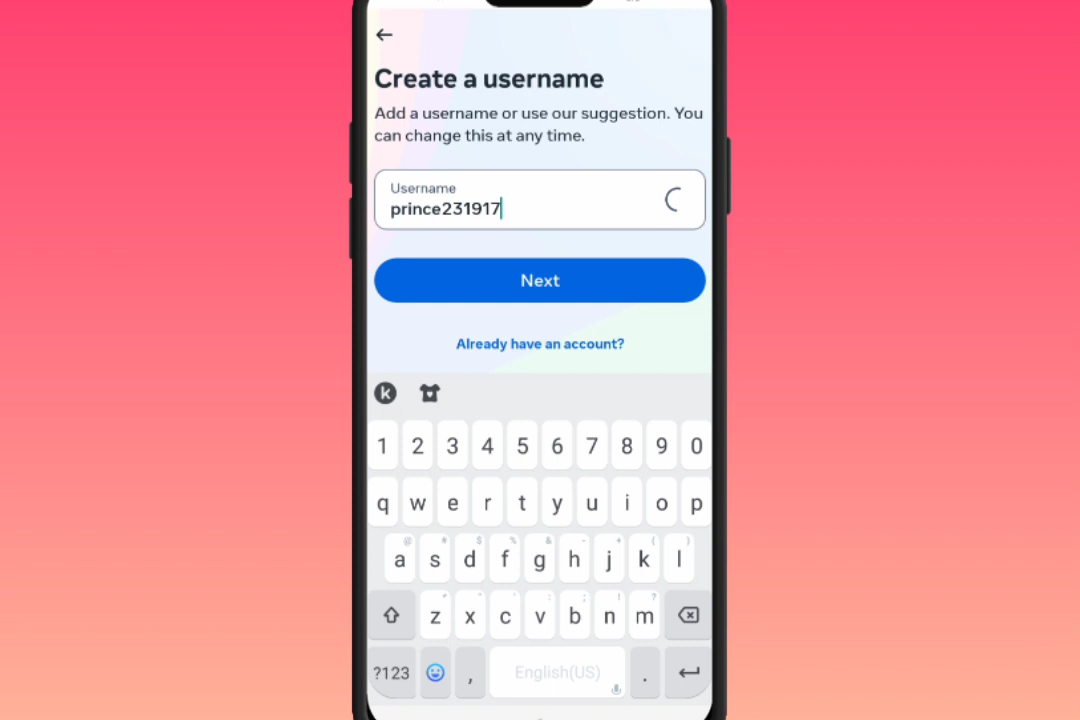 Create a username
Add a username or use our suggestion. You
can change this at any time.
Username
prince231917
Next
Already have an account?
k
1 2 3 4 5 6 7 8 9 0
q w e r t y u i o p
@ # $ % & - + ( )
a s d f g h j k l
* " ' : ; ! ?
z x c v b n m
?123 , English(US) .